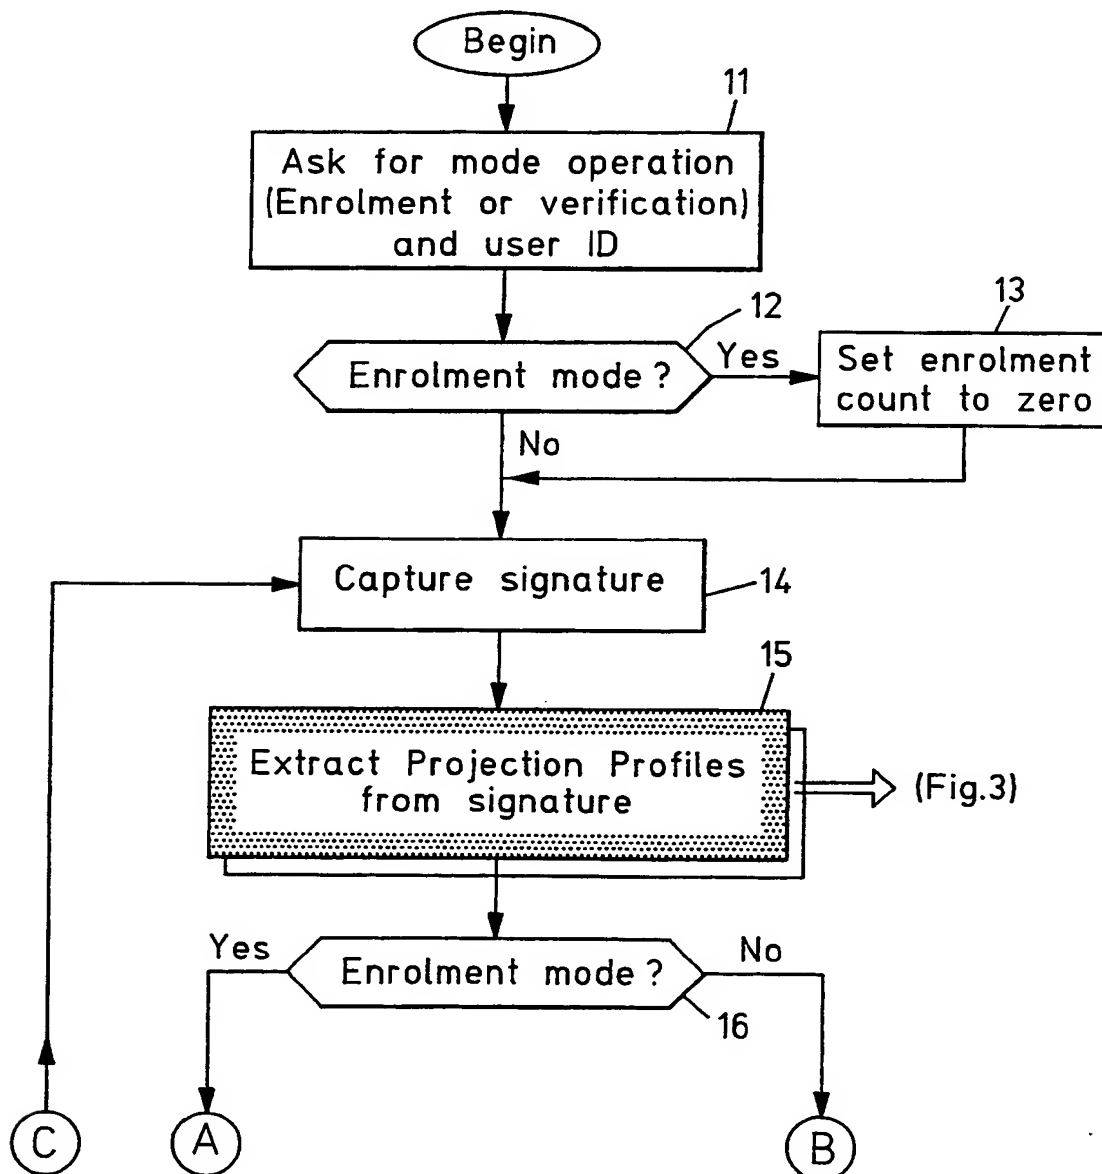 Begin
11
Ask for mode operation
(Enrolment or verification)
and user ID
12
Enrolment mode ?
Yes
13
Set enrolment
count to zero
No
Capture signature
14
15
Extract Projection Profiles
from signature
(Fig.3)
Yes
Enrolment mode ?
No
16
C
A
B